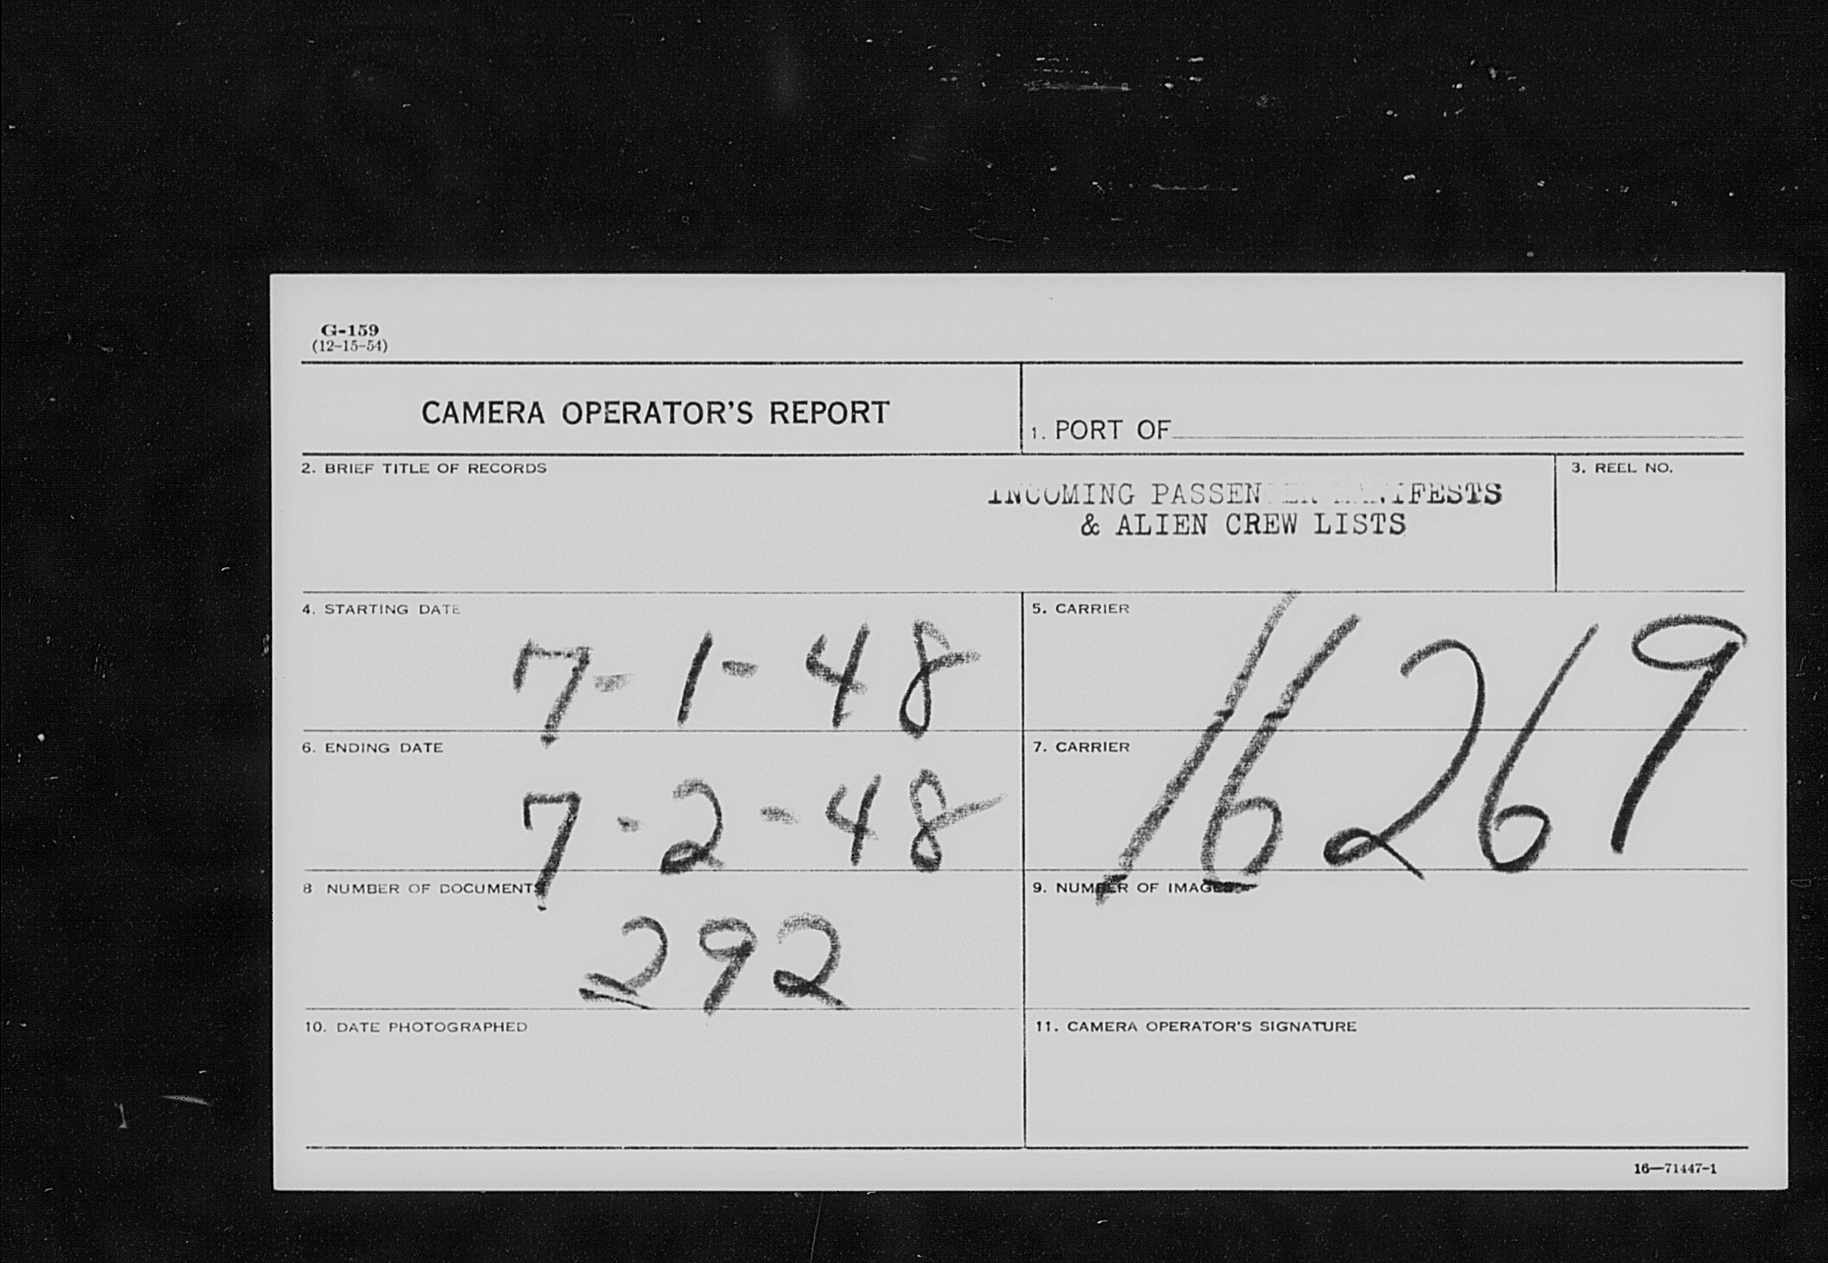 G-159
(12-15-54)
CAMERA OPERATOR'S REPORT
1. PORT OF
2. BRIEF TITLE OF RECORDS
INCOMING PASSENGER MANIFESTS
& ALIEN CREW LISTS
3. REEL NO.
4. STARTING DATE
7-1-48
5. CARRIER
16269
6. ENDING DATE
7-2-48
7. CARRIER
8 NUMBER OF DOCUMENTS
292
9. NUMBER OF IMAGES
10. DATE PHOTOGRAPHED
11. CAMERA OPERATOR'S SIGNATURE
16—71447-1